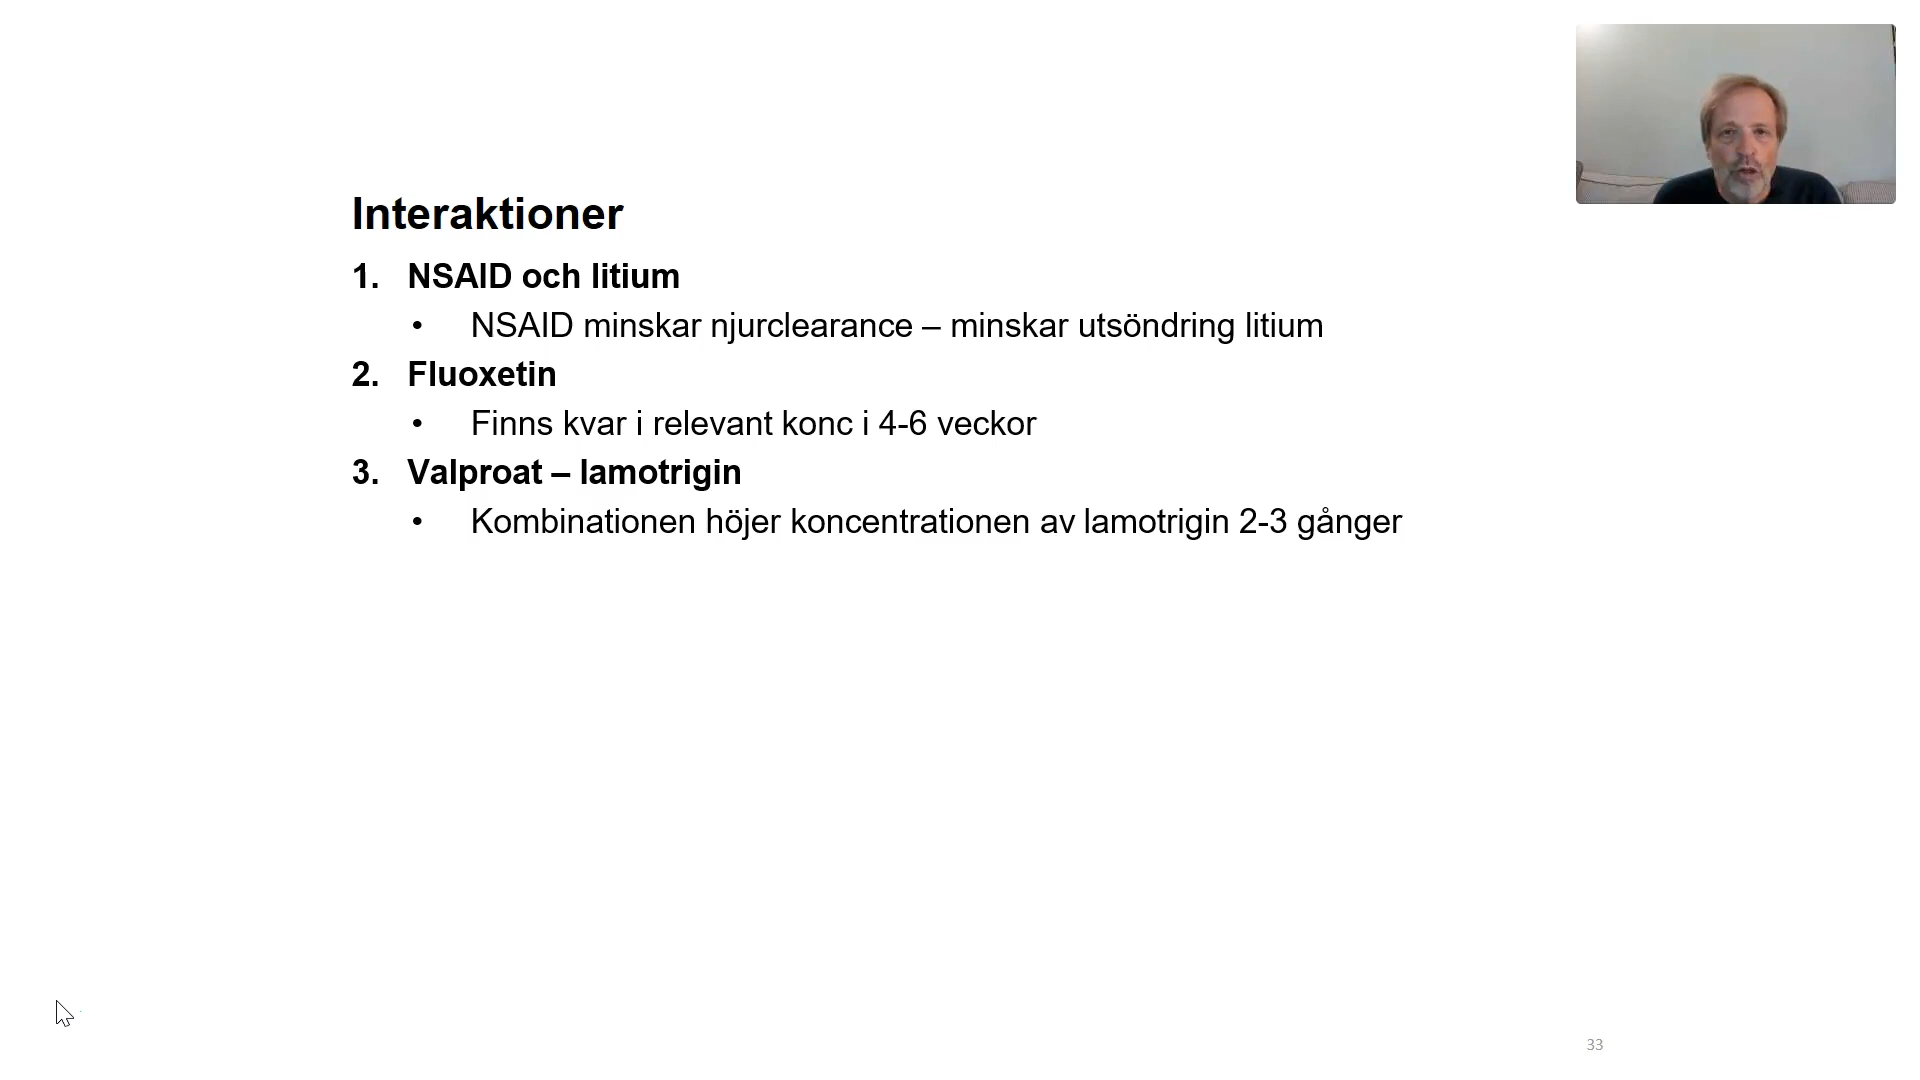 Interaktioner
1. NSAID och litium
• NSAID minskar njurclearance – minskar utsöndring litium
2. Fluoxetin
• Finns kvar i relevant konc i 4-6 veckor
3. Valproat – lamotrigin
• Kombinationen höjer koncentrationen av lamotrigin 2-3 gånger
33